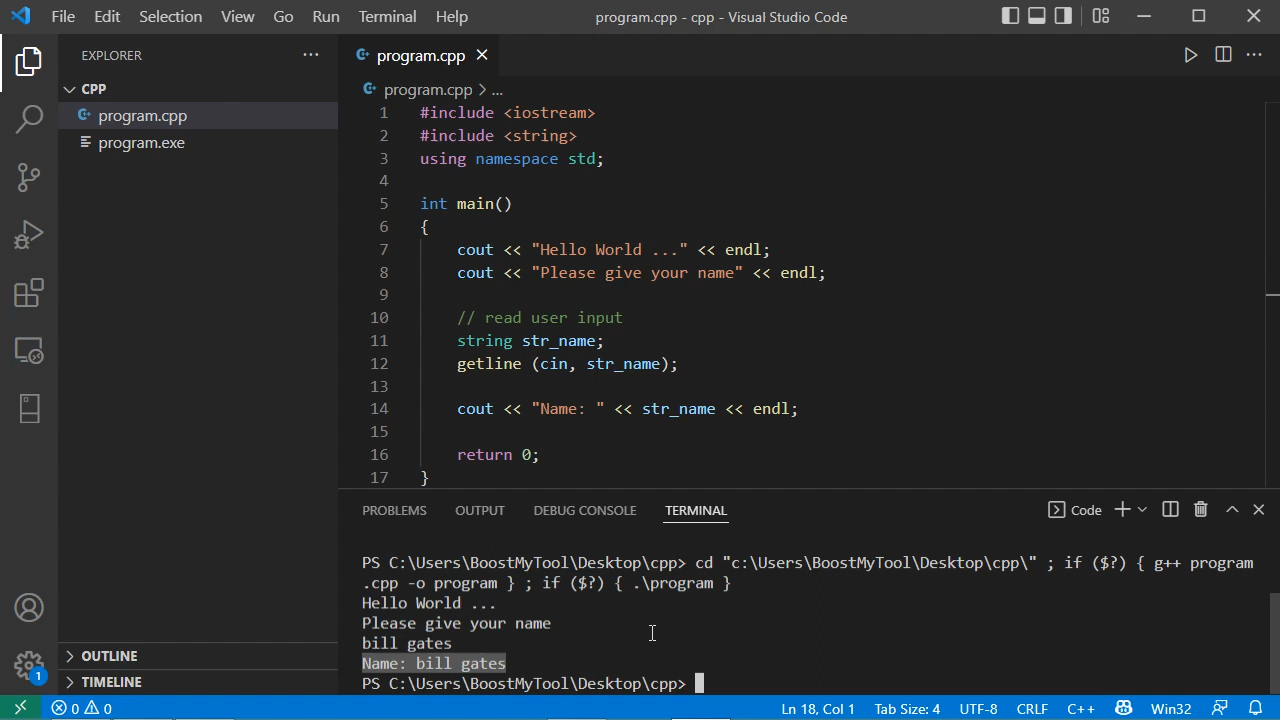 File Edit Selection View Go Run Terminal Help program.cpp - cpp - Visual Studio Code
EXPLORER
CPP
program.cpp
program.exe
OUTLINE
TIMELINE
program.cpp
program.cpp > ...
1 #include <iostream>
2 #include <string>
3 using namespace std;
4
5 int main()
6 {
7 cout << "Hello World ..." << endl;
8 cout << "Please give your name" << endl;
9
10 // read user input
11 string str_name;
12 getline (cin, str_name);
13
14 cout << "Name: " << str_name << endl;
15
16 return 0;
17 }
PROBLEMS OUTPUT DEBUG CONSOLE TERMINAL Code
PS C:\Users\BoostMyTool\Desktop\cpp> cd "c:\Users\BoostMyTool\Desktop\cpp\" ; if ($?) { g++ program
.cpp -o program } ; if ($?) { .\program }
Hello World ...
Please give your name
bill gates
Name: bill gates
PS C:\Users\BoostMyTool\Desktop\cpp>
1
0 0 Ln 18, Col 1 Tab Size: 4 UTF-8 CRLF C++ Win32